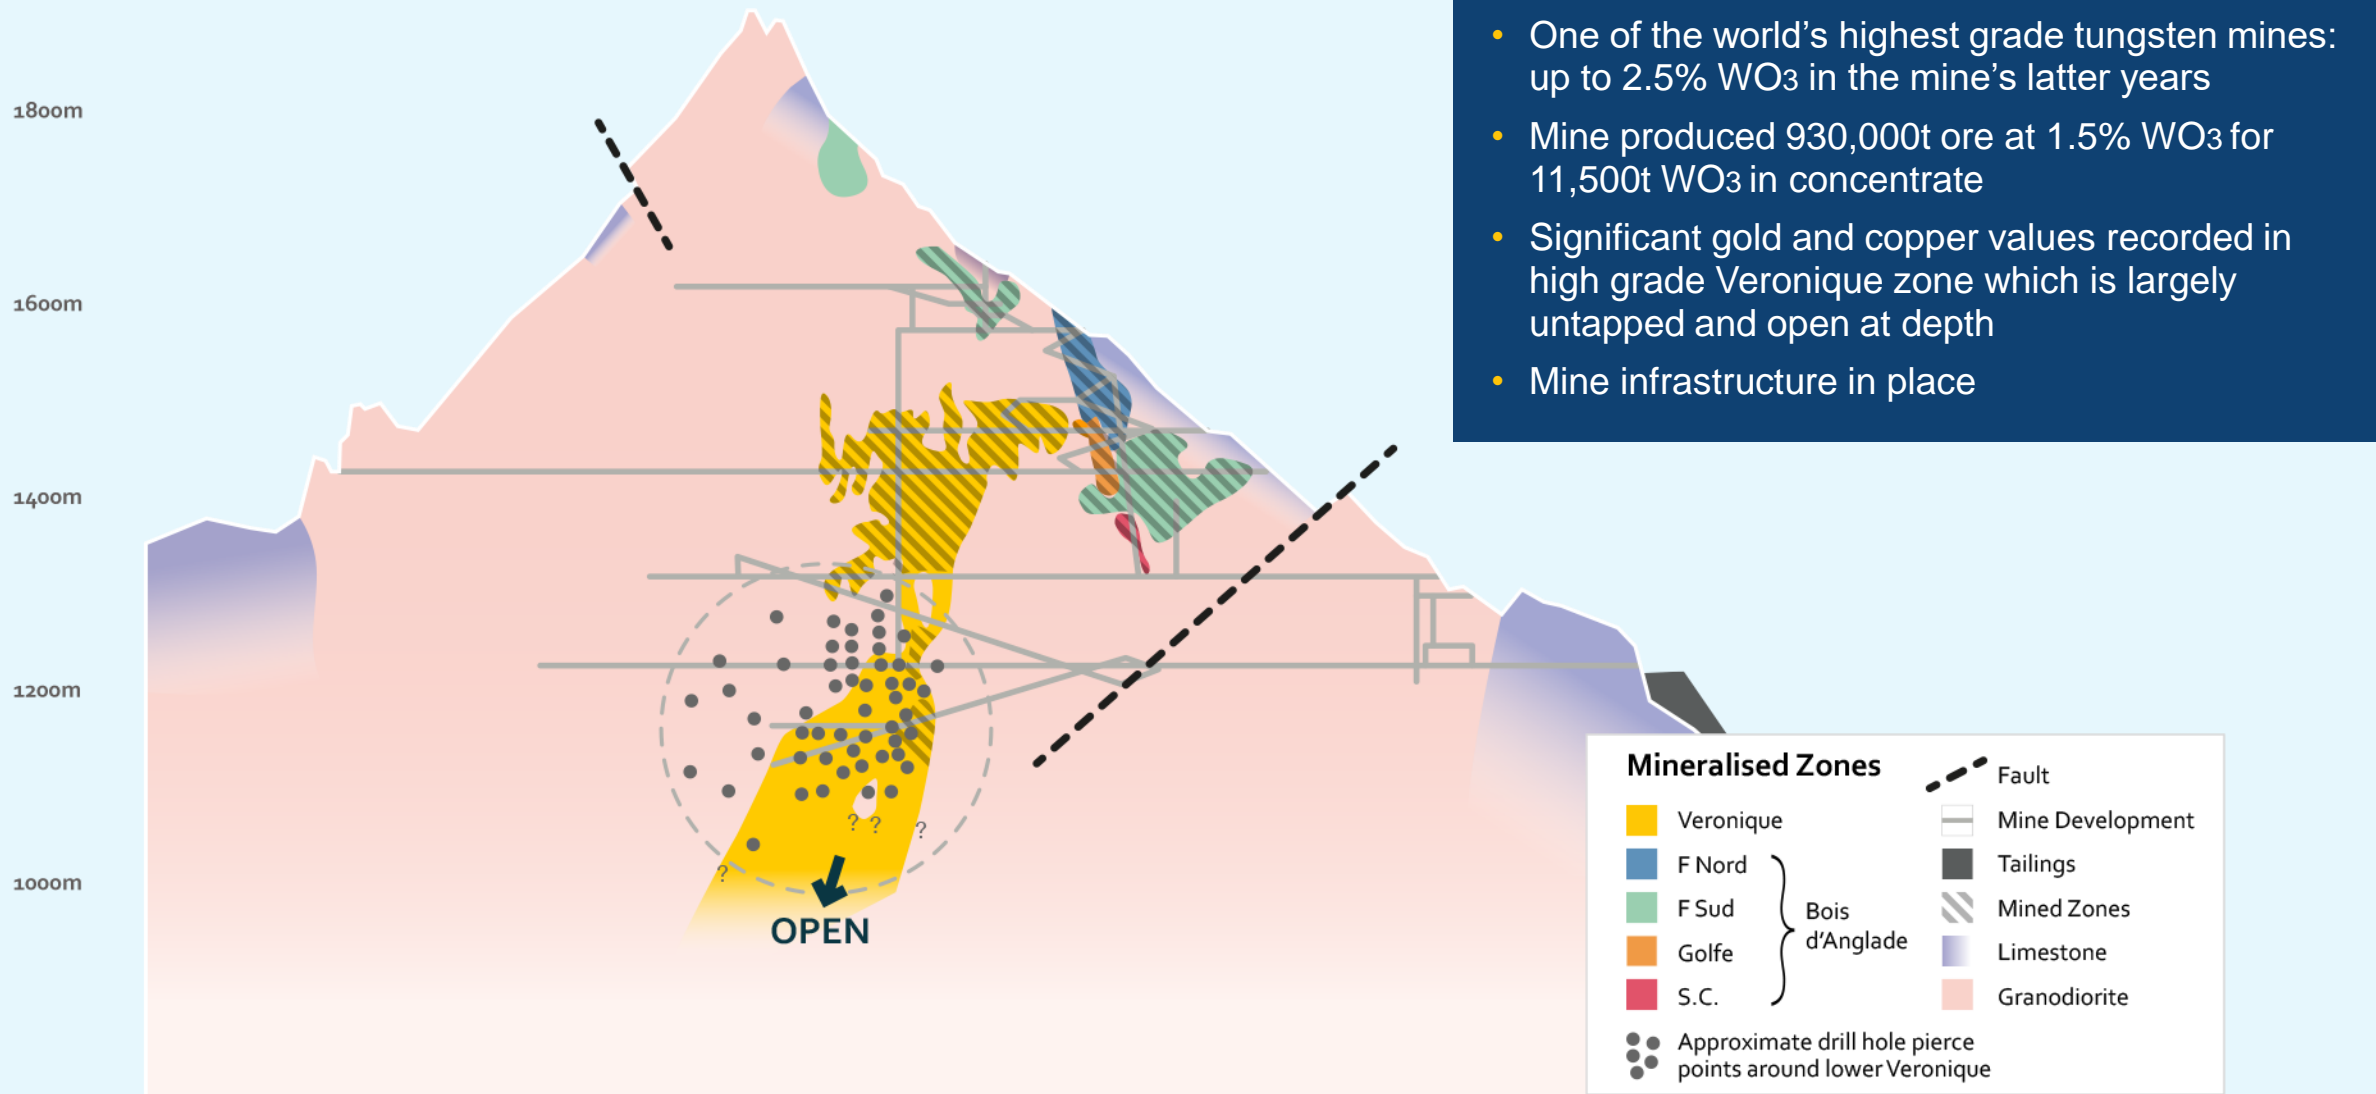 • One of the world’s highest grade tungsten mines:
up to 2.5% WO3 in the mine’s latter years
• Mine produced 930,000t ore at 1.5% WO3 for
11,500t WO3 in concentrate
• Significant gold and copper values recorded in
high grade Veronique zone which is largely
untapped and open at depth
• Mine infrastructure in place
1800m
1600m
1400m
1200m
1000m
? ? ?
?
OPEN
Mineralised Zones
Veronique
F Nord
F Sud
Golfe
S.C.
Bois
d’Anglade
Approximate drill hole pierce
points around lower Veronique
Fault
Mine Development
Tailings
Mined Zones
Limestone
Granodiorite